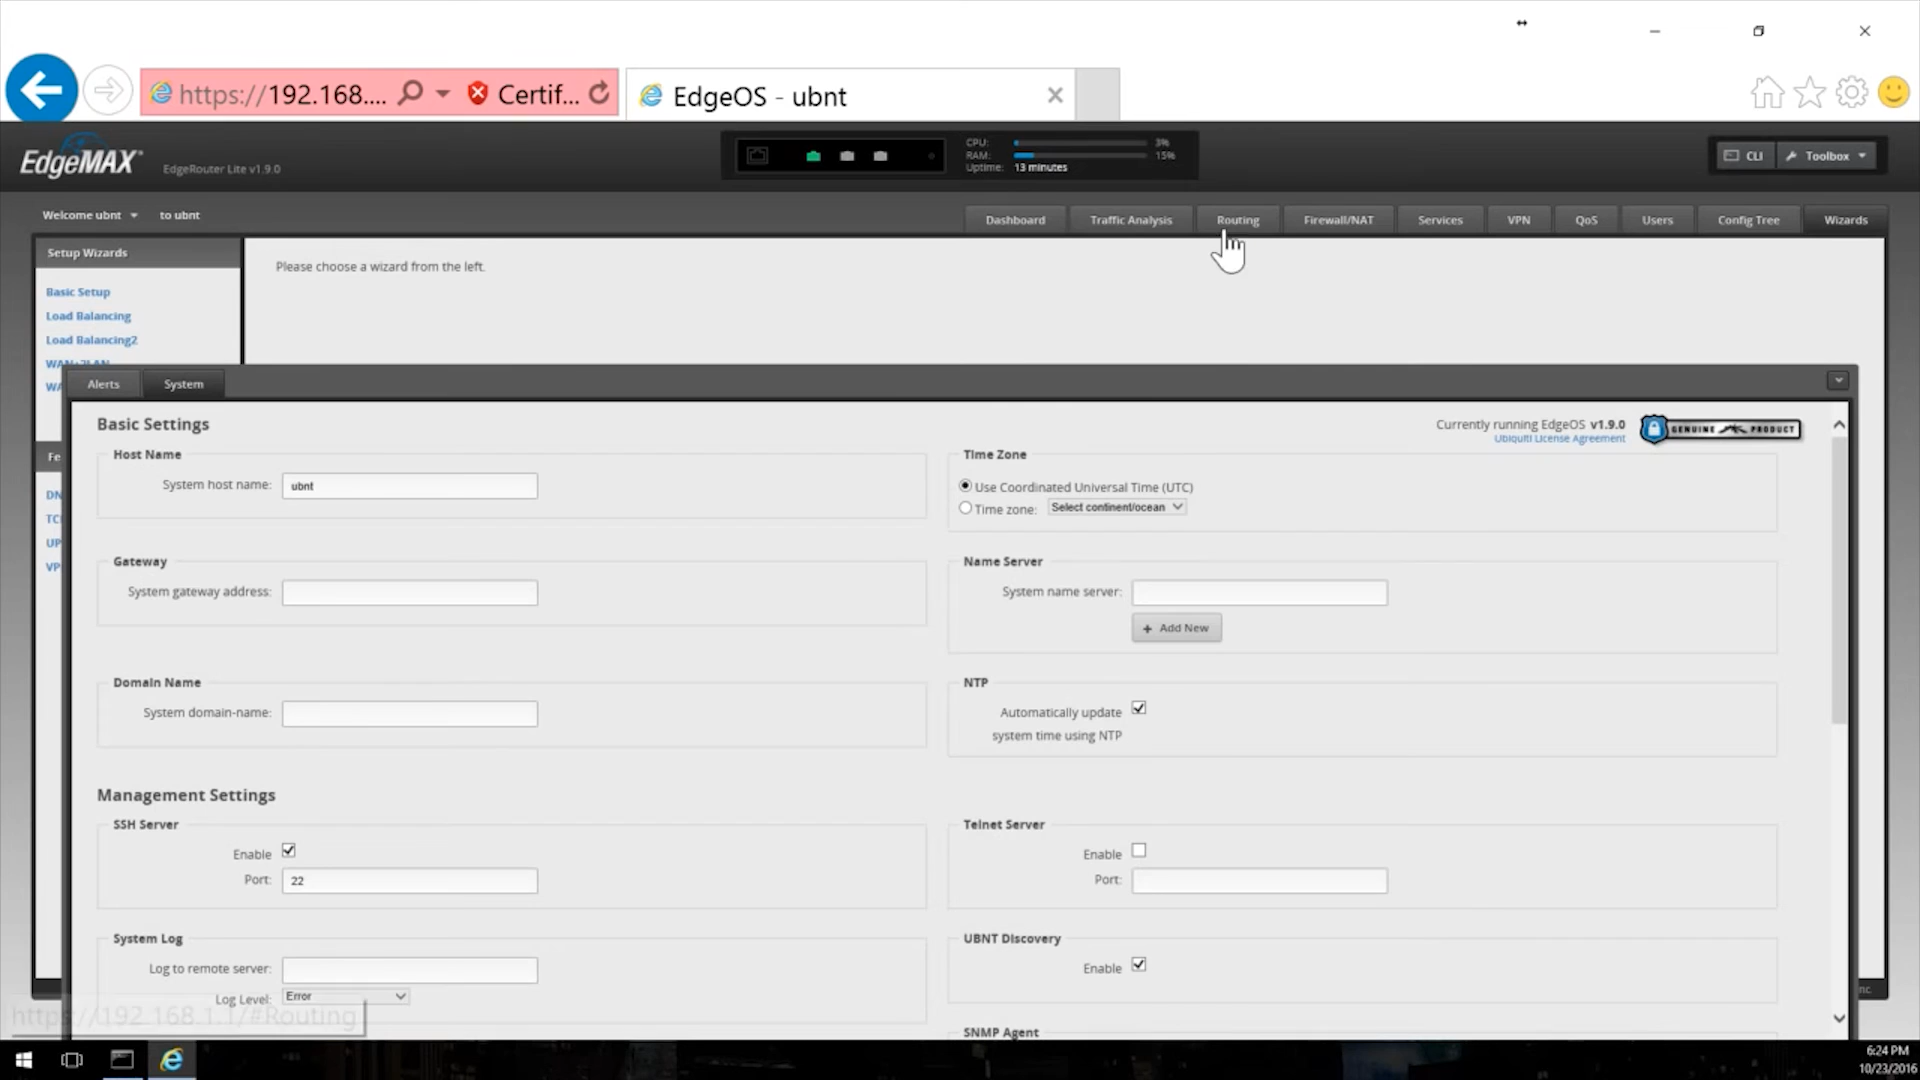 https://192.168.... Certif... EdgeOS - ubnt
EdgeMAX EdgeRouter Lite v1.9.0
CPU: 3%
RAM: 15%
Uptime: 13 minutes
CLI Toolbox
Welcome ubnt to ubnt
Dashboard Traffic Analysis Routing Firewall/NAT Services VPN QoS Users Config Tree Wizards
Setup Wizards
Please choose a wizard from the left.
Basic Setup
Load Balancing
Load Balancing2
WAN+2LAN
WA
Fe
DN
TC
UP
VP
Alerts System
Basic Settings
Currently running EdgeOS v1.9.0
Ubiquiti License Agreement
GENUINE PRODUCT
Host Name
System host name: ubnt
Time Zone
Use Coordinated Universal Time (UTC)
Time zone: Select continent/ocean
Gateway
System gateway address:
Name Server
System name server:
+ Add New
Domain Name
System domain-name:
NTP
Automatically update
system time using NTP
Management Settings
SSH Server
Enable
Port: 22
Telnet Server
Enable
Port:
System Log
Log to remote server:
Log Level: Error
UBNT Discovery
Enable
SNMP Agent
nc.
https://192.168.1.1/#Routing
6:24 PM
10/23/2016